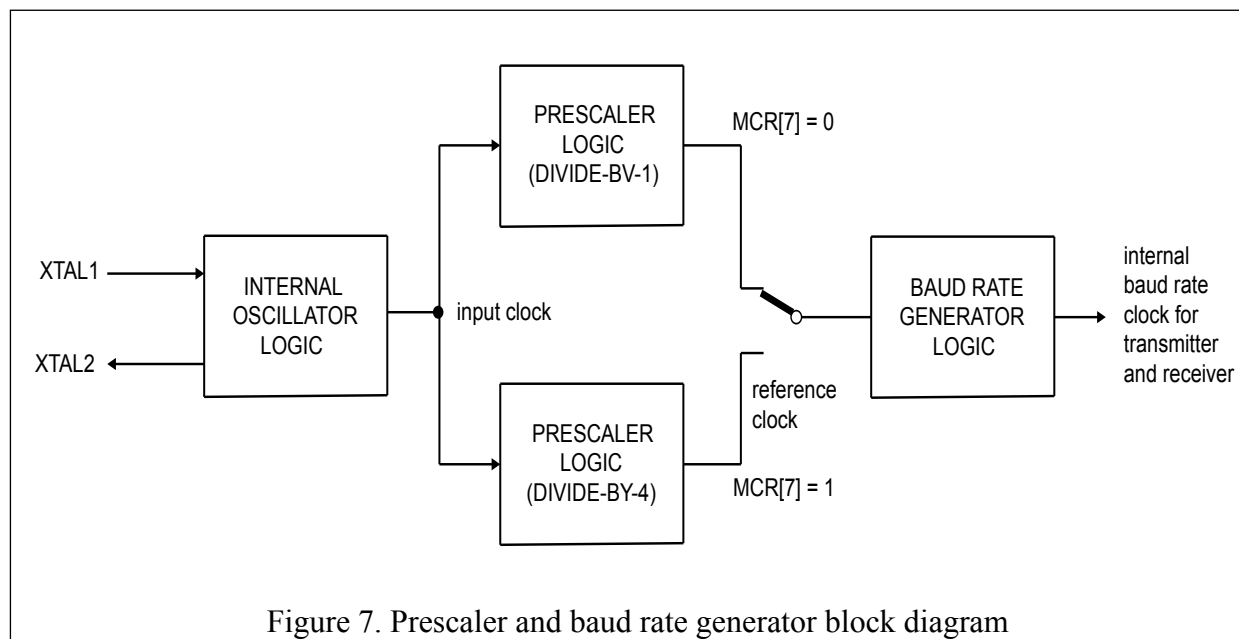 PRESCALER
LOGIC
(DIVIDE-BV-1)
MCR[7] = 0
XTAL1
XTAL2
INTERNAL
OSCILLATOR
LOGIC
input clock
BAUD RATE
GENERATOR
LOGIC
internal
baud rate
clock for
transmitter
and receiver
reference
clock
PRESCALER
LOGIC
(DIVIDE-BY-4)
MCR[7] = 1
Figure 7. Prescaler and baud rate generator block diagram